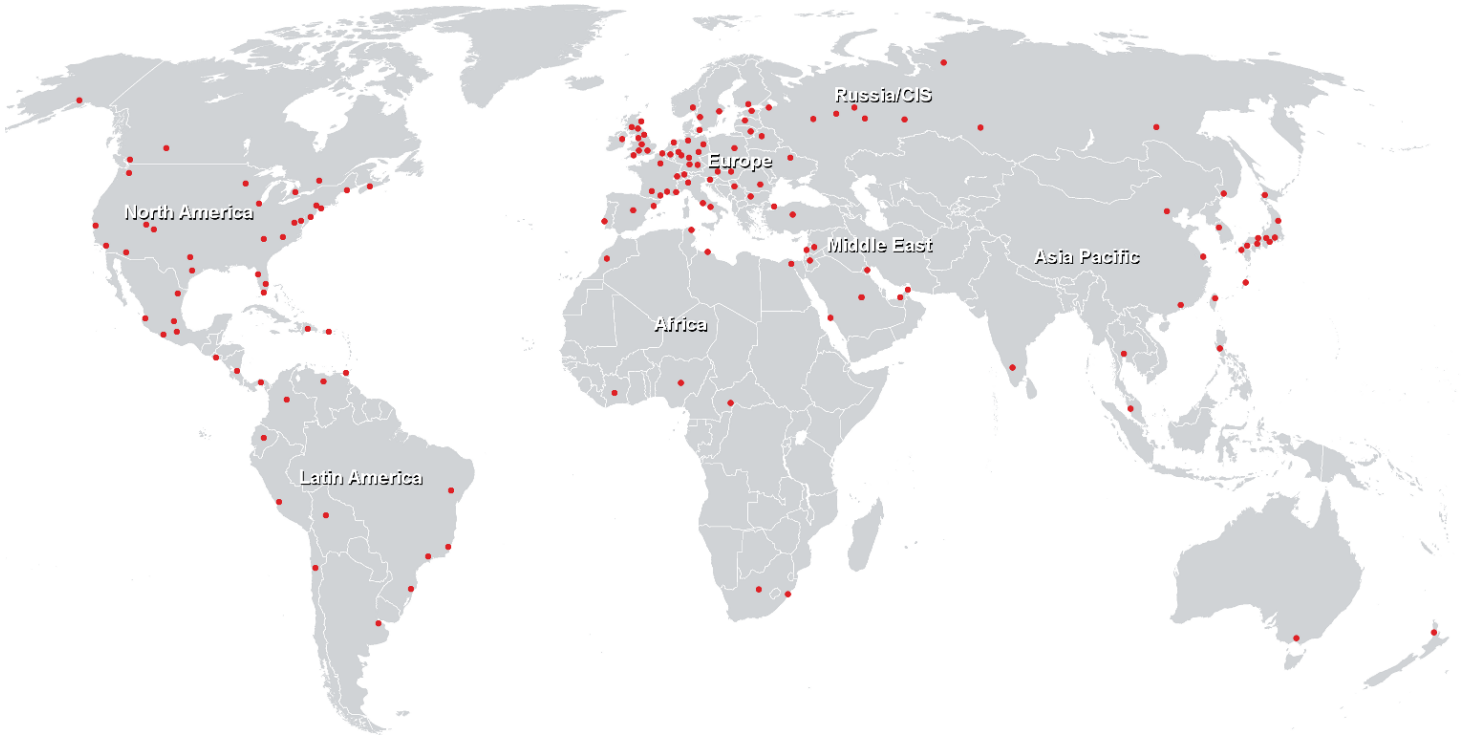 Russia/CIS
Europe
North America
Middle East
Asia Pacific
Africa
Latin America